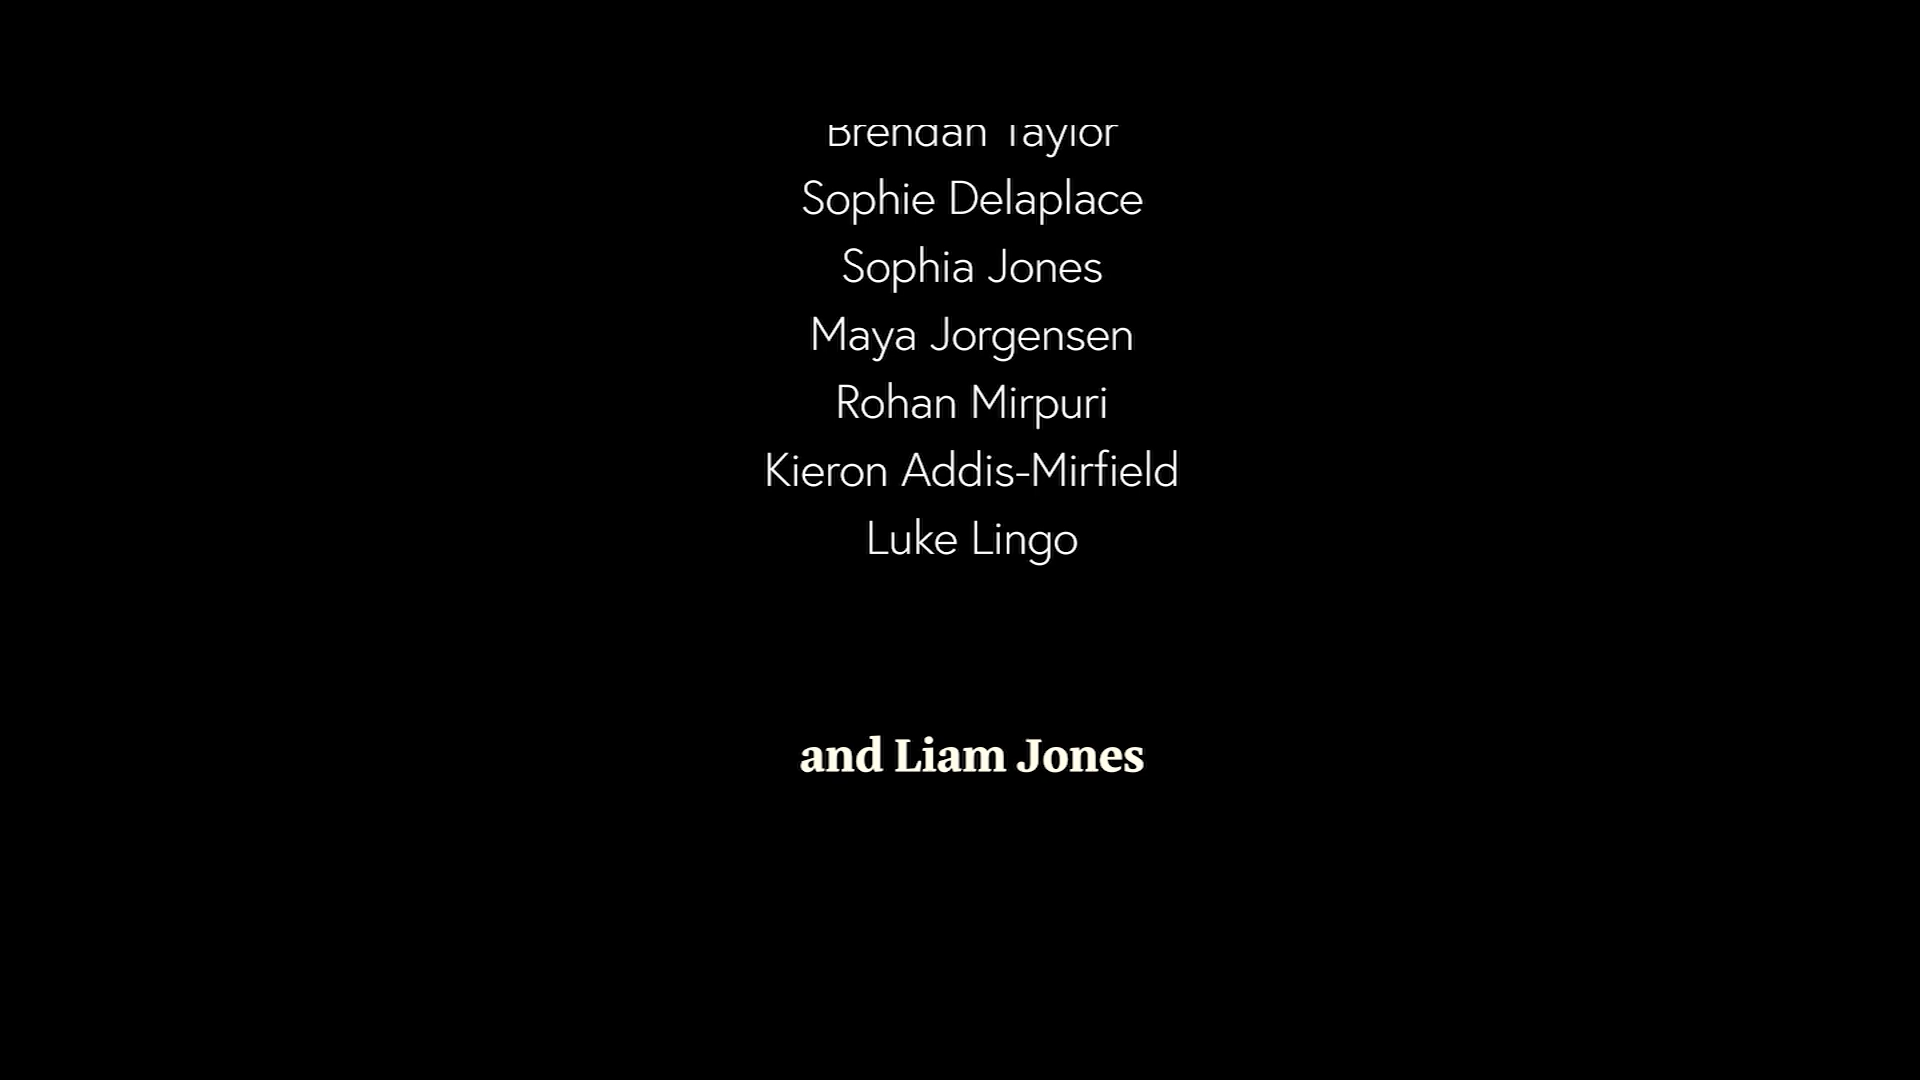 Brendan Taylor
Sophie Delaplace
Sophia Jones
Maya Jorgensen
Rohan Mirpuri
Kieron Addis-Mirfield
Luke Lingo
and Liam Jones